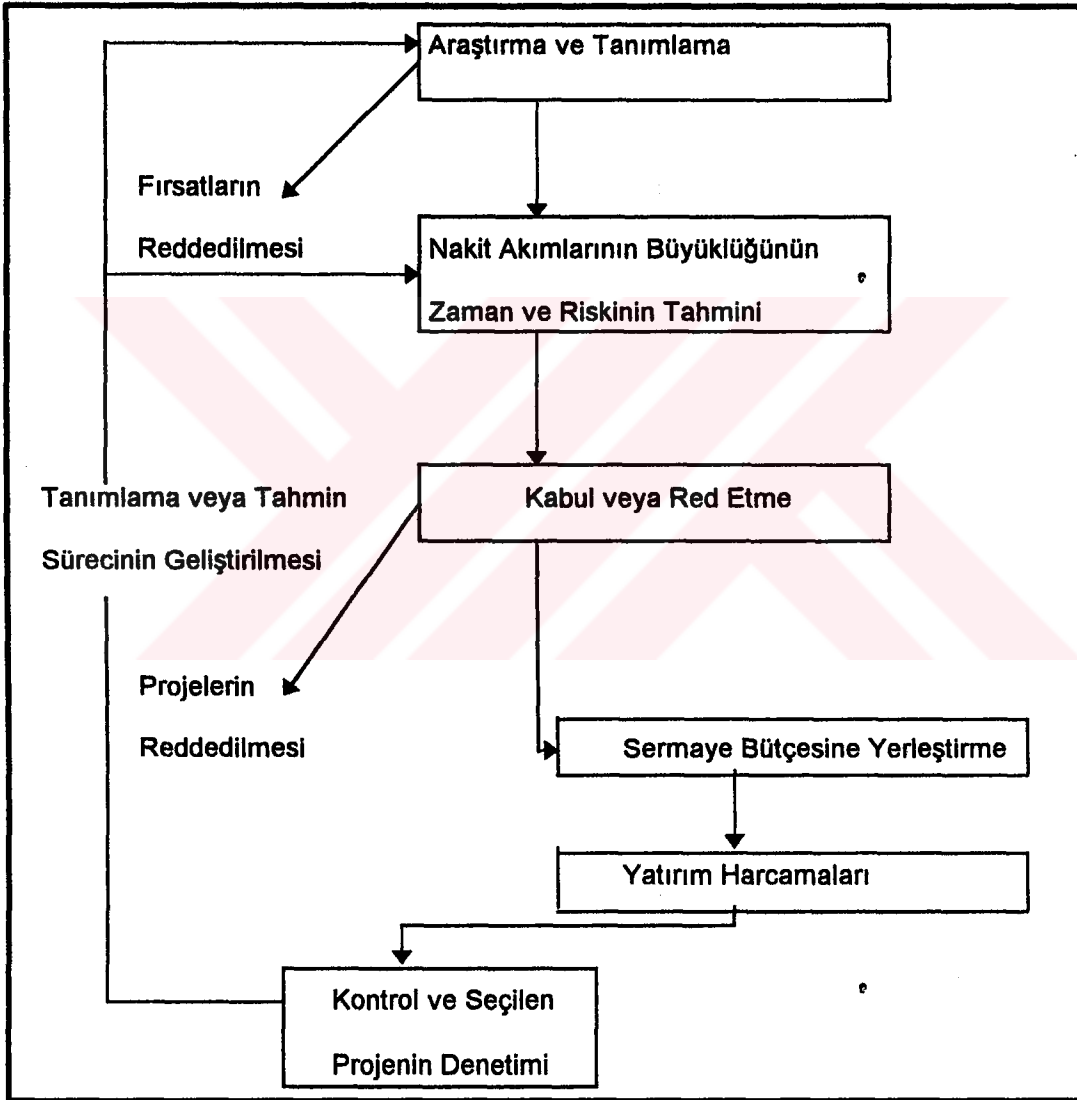 Araştırma ve Tanımlama
Fırsatların
Reddedilmesi
Nakit Akımlarının Büyüklüğünün
Zaman ve Riskinin Tahmini
Kabul veya Red Etme
Tanımlama veya Tahmin
Sürecinin Geliştirilmesi
Projelerin
Reddedilmesi
Sermaye Bütçesine Yerleştirme
Yatırım Harcamaları
Kontrol ve Seçilen
Projenin Denetimi